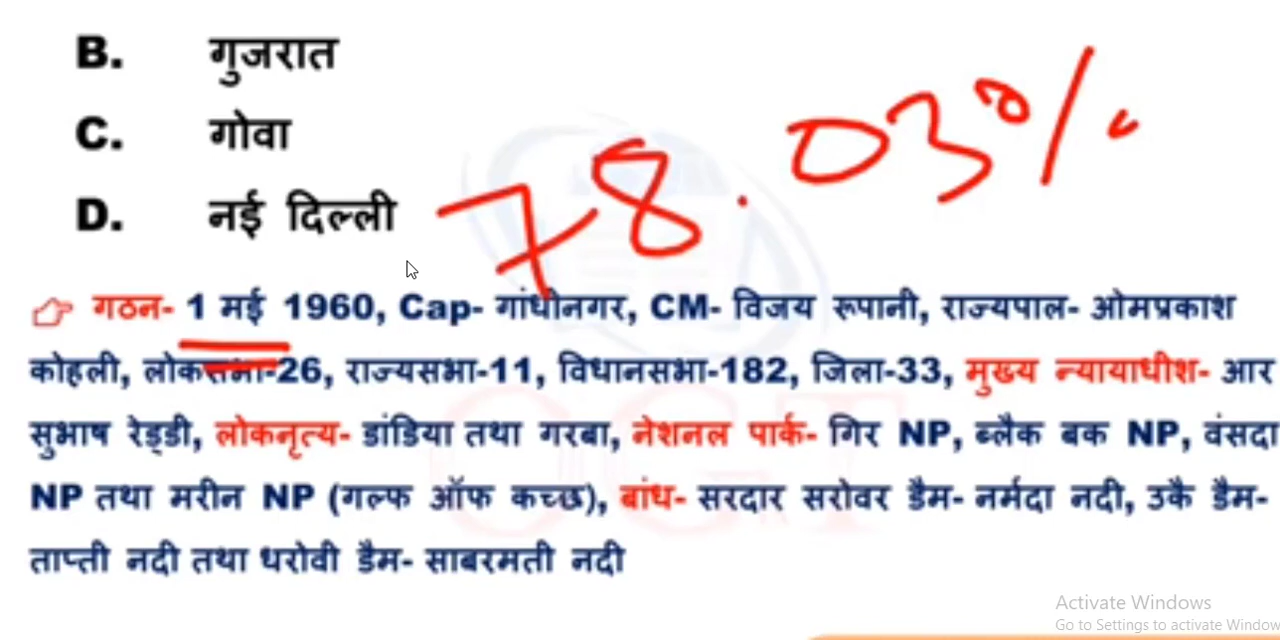 B. गुजरात
C. गोवा
D. नई दिल्ली
78.03%
गठन- 1 मई 1960, Cap- गांधीनगर, CM- विजय रूपानी, राज्यपाल- ओमप्रकाश
कोहली, लोकसभा-26, राज्यसभा-11, विधानसभा-182, जिला-33, मुख्य न्यायाधीश- आर
सुभाष रेड्डी, लोकनृत्य- डांडिया तथा गरबा, नेशनल पार्क- गिर NP, ब्लैक बक NP, वंसदा
NP तथा मरीन NP (गल्फ ऑफ कच्छ), बांध- सरदार सरोवर डैम- नर्मदा नदी, उकै डैम-
ताप्ती नदी तथा धरोवी डैम- साबरमती नदी
Activate Windows
Go to Settings to activate Window